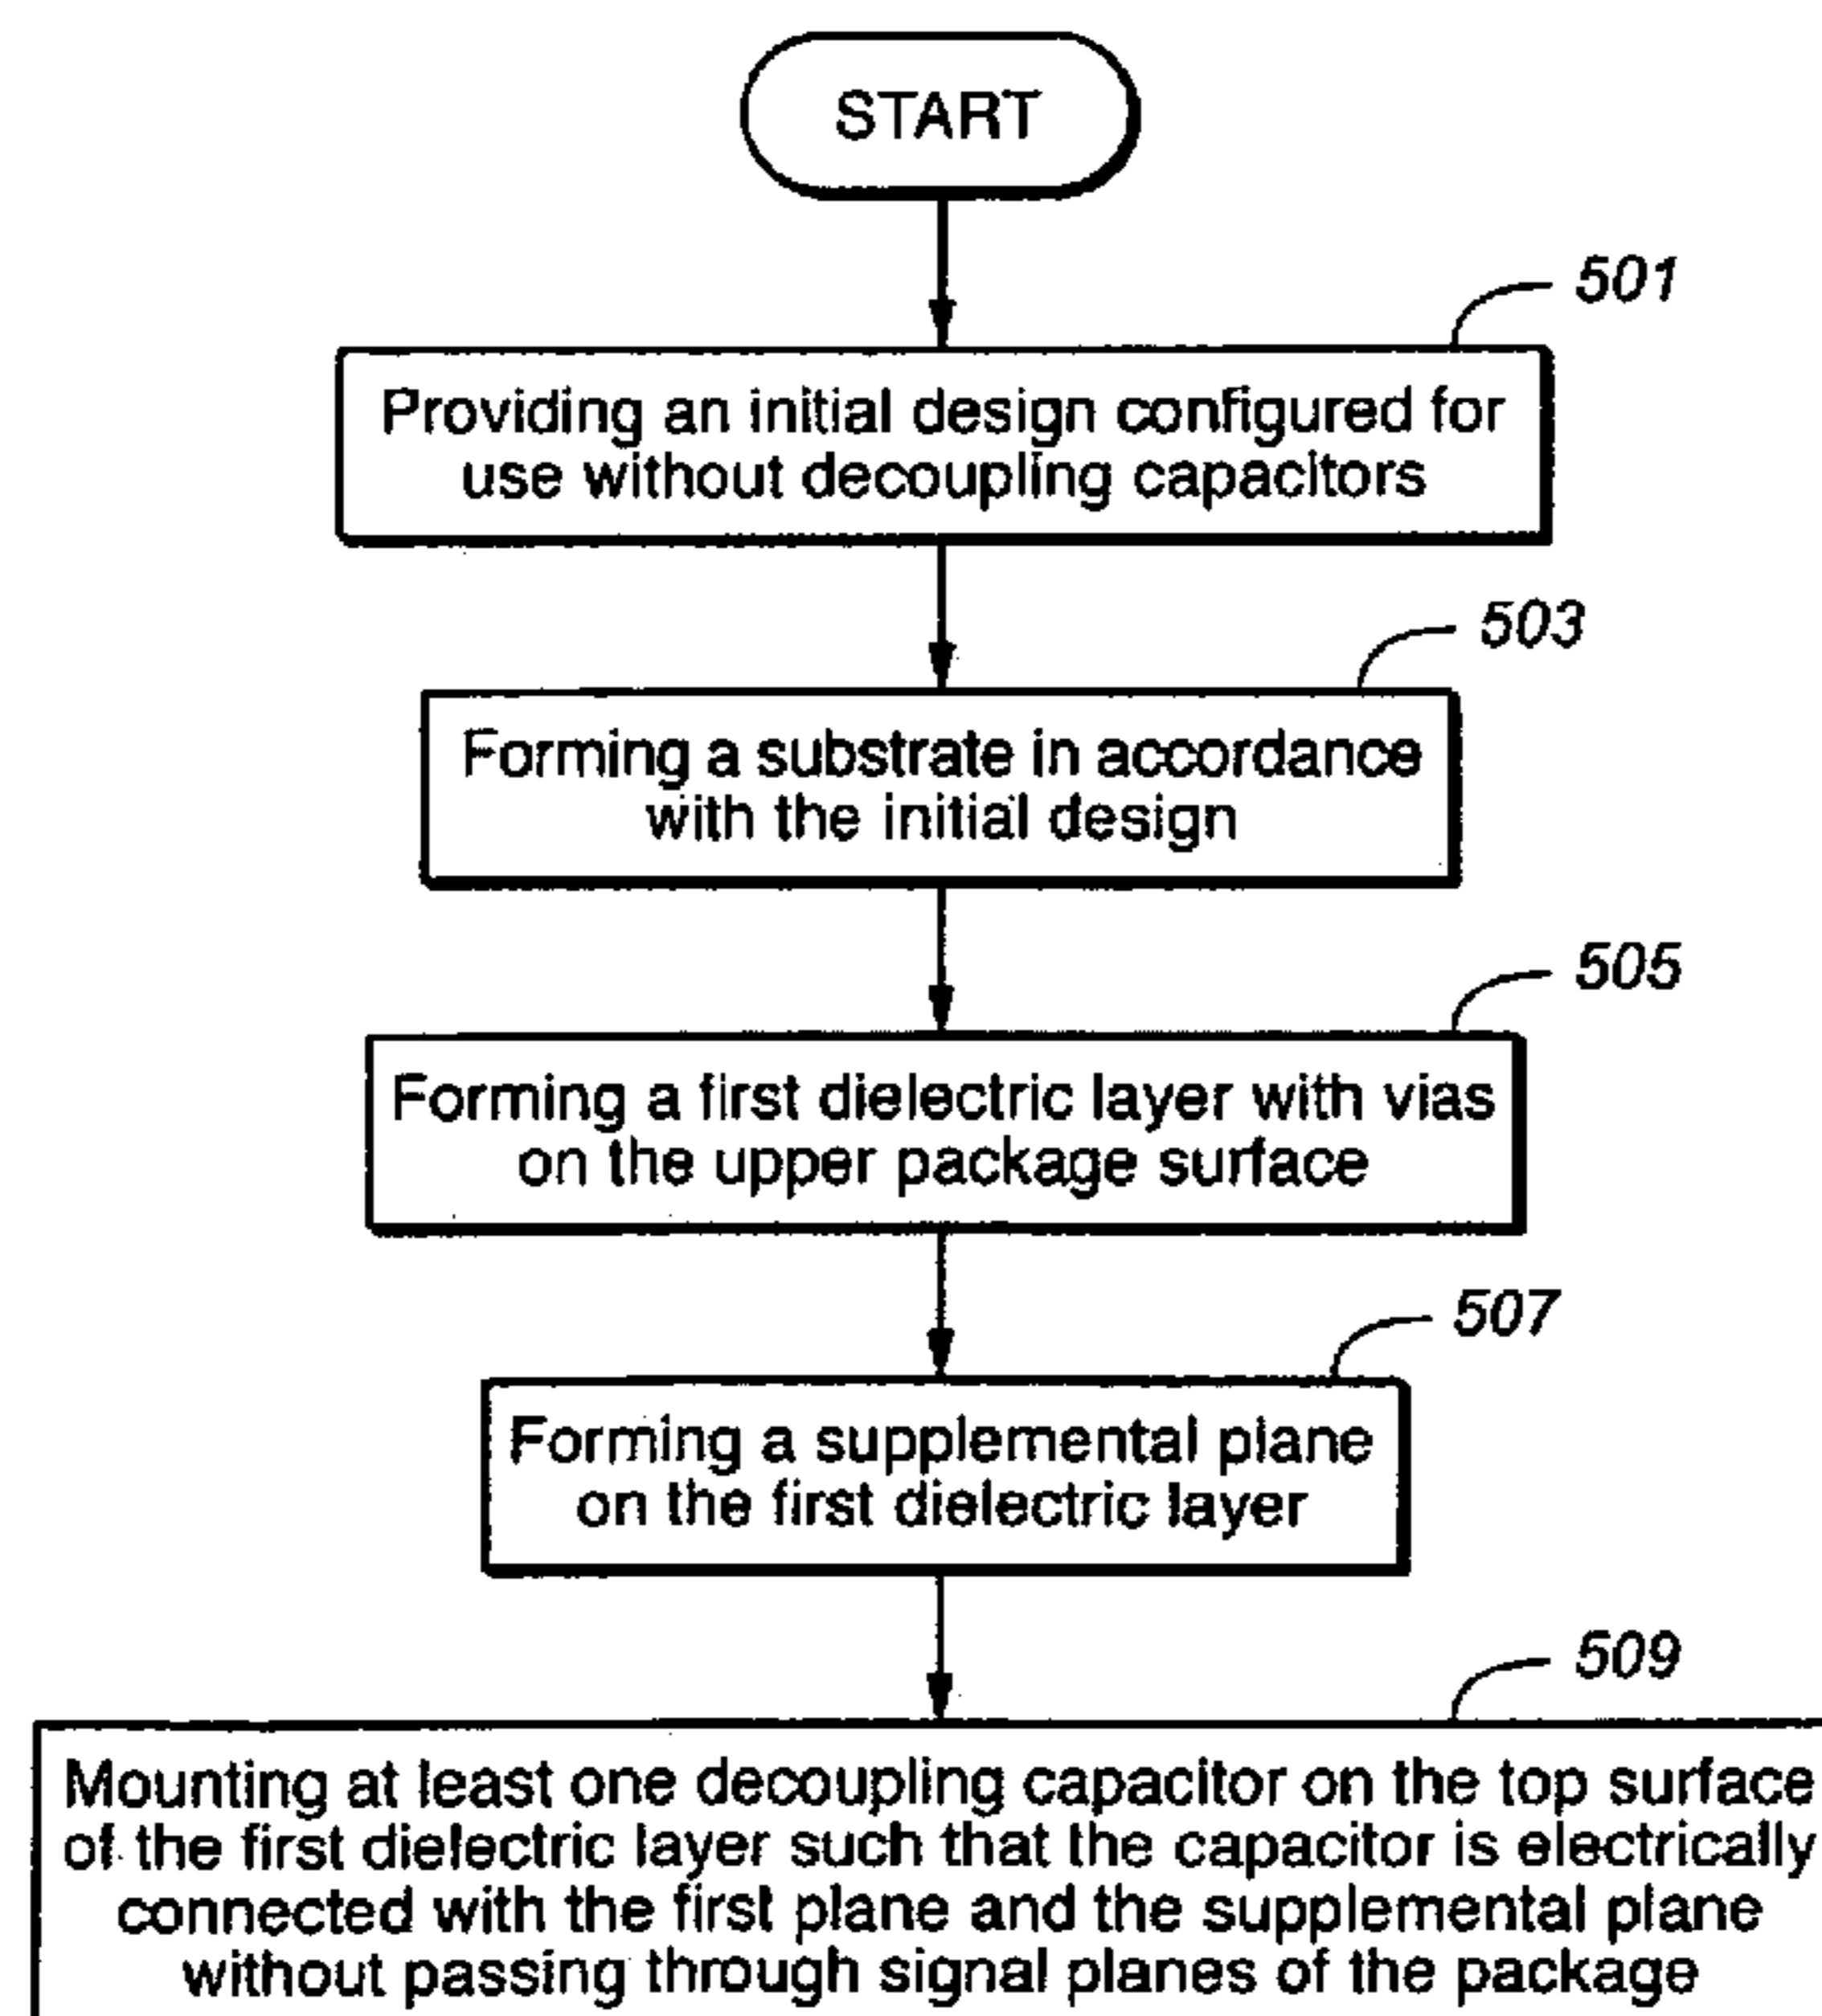 START
501
Providing an initial design configured for
use without decoupling capacitors
503
Forming a substrate in accordance
with the initial design
505
Forming a first dielectric layer with vias
on the upper package surface
507
Forming a supplemental plane
on the first dielectric layer
509
Mounting at least one decoupling capacitor on the top surface
of the first dielectric layer such that the capacitor is electrically
connected with the first plane and the supplemental plane
without passing through signal planes of the package